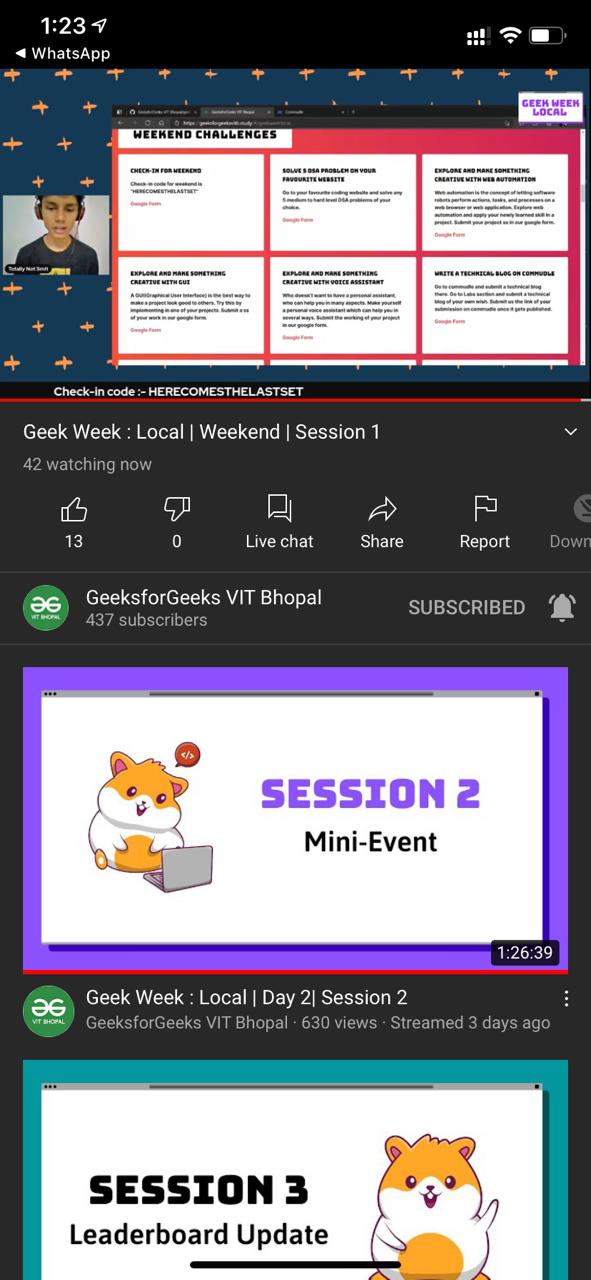 1:23
WhatsApp
GEEK WEEK
LOCAL
WEEKEND CHALLENGES
CHECK-IN FOR WEEKEND
Check-in code for weekend is
"HERECOMESTHELASTSET"
Google Form
SOLVE 5 DSA PROBLEM ON YOUR
FAVOURITE WEBSITE
Go to your favourite coding website and solve any
5 medium to hard level DSA problems of your
choice.
Google Form
EXPLORE AND MAKE SOMETHING
CREATIVE WITH WEB AUTOMATION
Web automation is the concept of letting software
robots perform actions, tasks, and processes on a
web browser or web application. Explore web
automation and apply your newly learned skill in a
project. Submit your project ss in our google form.
Google Form
EXPLORE AND MAKE SOMETHING
CREATIVE WITH GUI
A GUI(Graphical User Interface) is the best way to
make a project look good to others. Try this by
implementing in one of your projects. Submit a ss
of your work in our google form.
Google Form
EXPLORE AND MAKE SOMETHING
CREATIVE WITH VOICE ASSISTANT
Who doesn't want to have a personal assistant,
who can help you in several ways. Make yourself
a personal voice assistant which can help you in
several ways. Submit the working of your project
in our google form.
Google Form
WRITE A TECHNICAL BLOG ON COMMUDLE
Go to commudle and submit a technical blog
there. Go to Labs section and submit a technical
blog of your own wish. Submit us the link of your
submission on commudle once it gets published.
Google Form
Totally Not Smit
Check-in code :- HERECOMESTHELASTSET
Geek Week : Local | Weekend | Session 1
42 watching now
13
0
Live chat
Share
Report
Down
GeeksforGeeks VIT Bhopal
437 subscribers
SUBSCRIBED
VIT BHOPAL
</>
SESSION 2
Mini-Event
1:26:39
Geek Week : Local | Day 2| Session 2
GeeksforGeeks VIT Bhopal · 630 views · Streamed 3 days ago
VIT BHOPAL
SESSION 3
Leaderboard Update